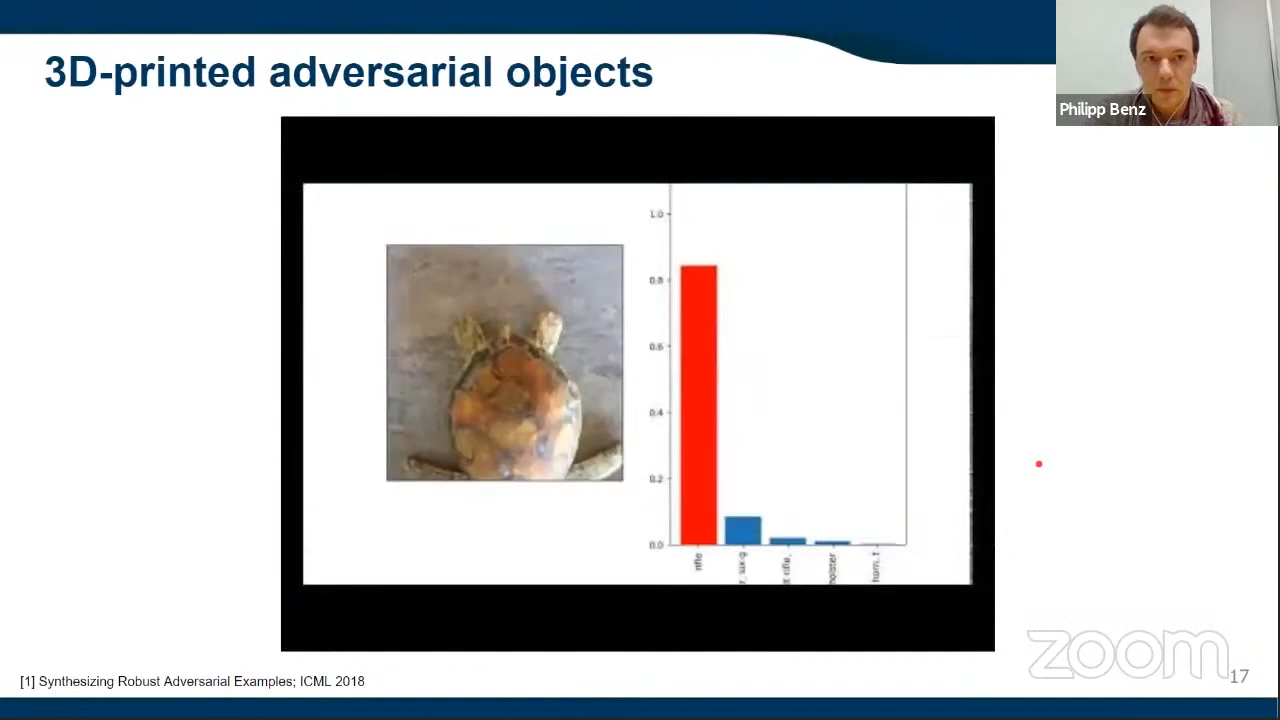 3D-printed adversarial objects
Philipp Benz
1.0
0.8
0.6
0.4
0.2
0.0
rifle
holster
zoom
[1] Synthesizing Robust Adversarial Examples; ICML 2018
17